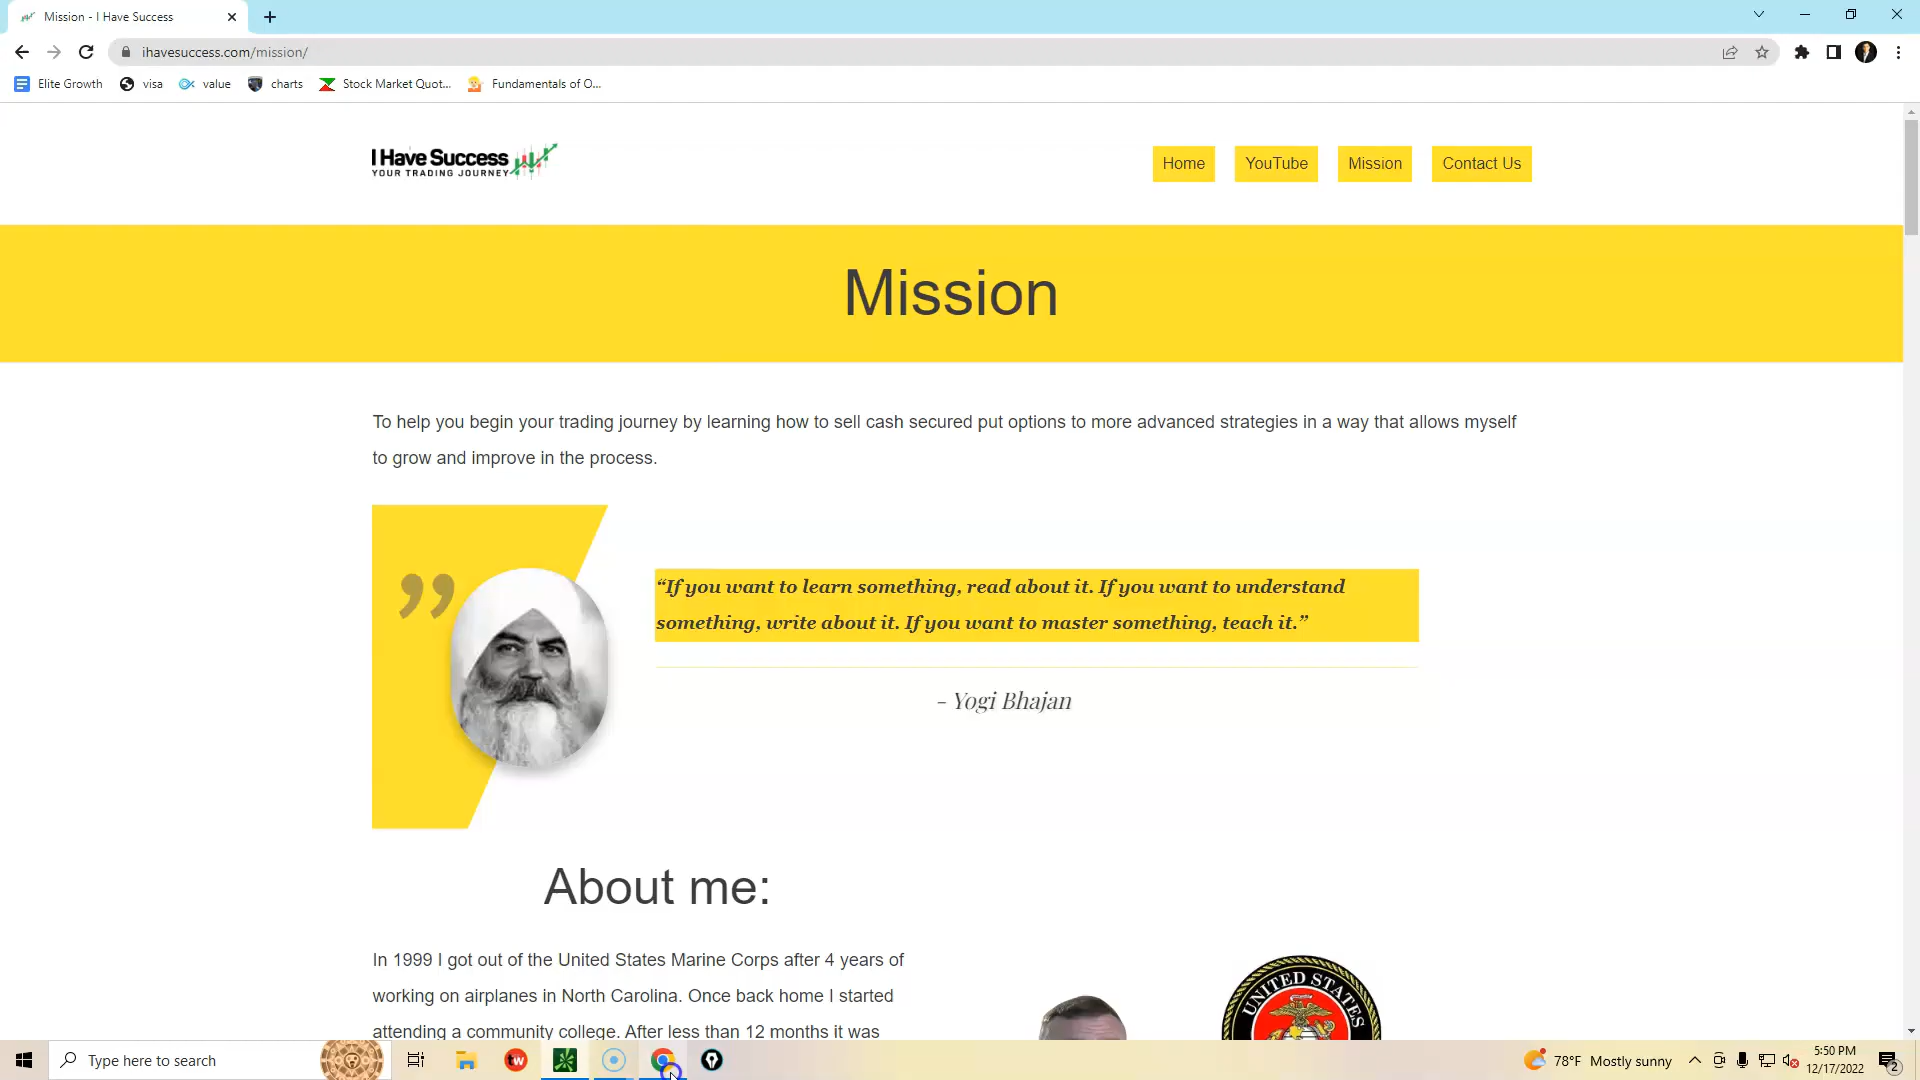 Mission - I Have Success
ihavesuccess.com/mission/
Elite Growth
visa
value
charts
Stock Market Quot...
Fundamentals of O...
I Have Success
YOUR TRADING JOURNEY
Home
YouTube
Mission
Contact Us
Mission
To help you begin your trading journey by learning how to sell cash secured put options to more advanced strategies in a way that allows myself
to grow and improve in the process.
”
“If you want to learn something, read about it. If you want to understand
something, write about it. If you want to master something, teach it.”
- Yogi Bhajan
About me:
In 1999 I got out of the United States Marine Corps after 4 years of
working on airplanes in North Carolina. Once back home I started
attending a community college. After less than 12 months it was
UNITED STATES
Type here to search
tw
78°F Mostly sunny
5:50 PM
12/17/2022
2